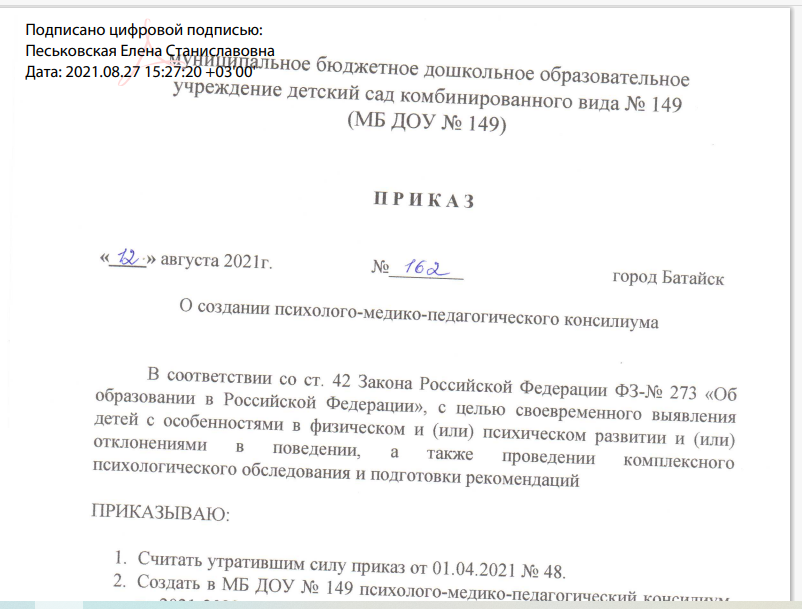 Подписано цифровой подписью:
Песьковская Елена Станиславовна
Дата: 2021.08.27 15:27:20 +03'00'
муниципальное бюджетное дошкольное образовательное
учреждение детский сад комбинированного вида № 149
(МБ ДОУ № 149)
П Р И К А З
« 12 » августа 2021г. № 162 город Батайск
О создании психолого-медико-педагогического консилиума
В соответствии со ст. 42 Закона Российской Федерации ФЗ-№ 273 «Об
образовании в Российской Федерации», с целью своевременного выявления
детей с особенностями в физическом и (или) психическом развитии и (или)
отклонениями в поведении, а также проведении комплексного
психологического обследования и подготовки рекомендаций
ПРИКАЗЫВАЮ:
1. Считать утратившим силу приказ от 01.04.2021 № 48.
2. Создать в МБ ДОУ № 149 психолого-медико-педагогический консилиум